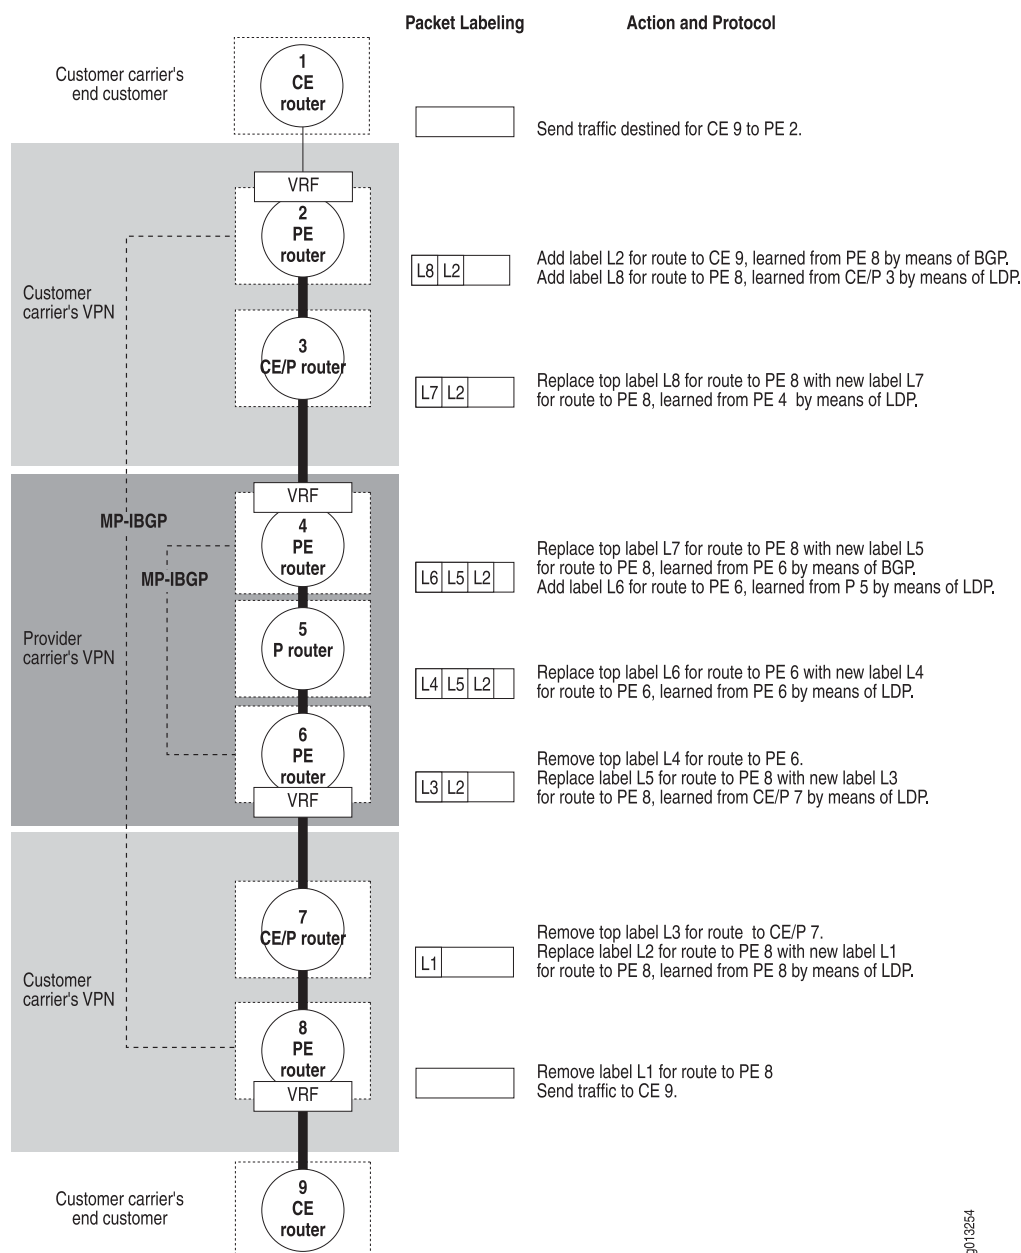 Packet Labeling
Action and Protocol
Customer carrier's
end customer
1
CE
router
Send traffic destined for CE 9 to PE 2.
VRF
2
PE
router
L8 L2
Add label L2 for route to CE 9, learned from PE 8 by means of BGP.
Add label L8 for route to PE 8, learned from CE/P 3 by means of LDP.
Customer
carrier's VPN
3
CE/P router
L7 L2
Replace top label L8 for route to PE 8 with new label L7
for route to PE 8, learned from PE 4 by means of LDP.
VRF
MP-IBGP
4
PE
router
MP-IBGP
L6 L5 L2
Replace top label L7 for route to PE 8 with new label L5
for route to PE 8, learned from PE 6 by means of BGP.
Add label L6 for route to PE 6, learned from P 5 by means of LDP.
Provider
carrier's VPN
5
P router
L4 L5 L2
Replace top label L6 for route to PE 6 with new label L4
for route to PE 6, learned from PE 6 by means of LDP.
6
PE
router
VRF
L3 L2
Remove top label L4 for route to PE 6.
Replace label L5 for route to PE 8 with new label L3
for route to PE 8, learned from CE/P 7 by means of LDP.
7
CE/P router
L1
Remove top label L3 for route to CE/P 7.
Replace label L2 for route to PE 8 with new label L1
for route to PE 8, learned from PE 8 by means of LDP.
Customer
carrier's VPN
8
PE
router
VRF
Remove label L1 for route to PE 8
Send traffic to CE 9.
Customer carrier's
end customer
9
CE
router
g013254